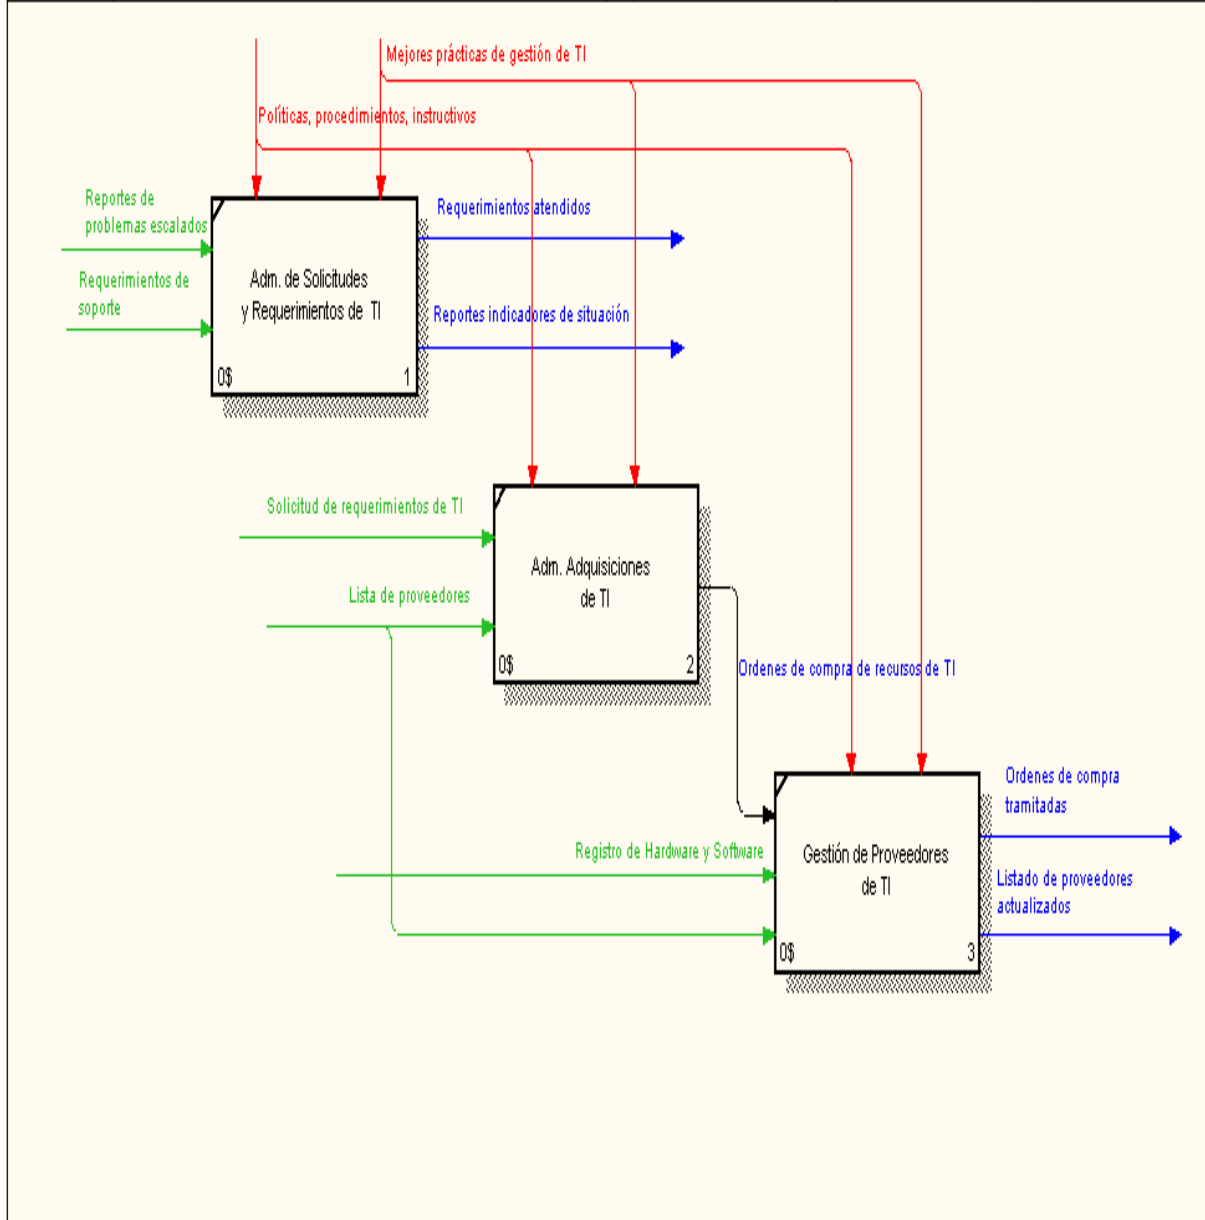 Mejores prácticas de gestión de TI
Políticas, procedimientos, instructivos
Reportes de
problemas escalados
Requerimientos de
soporte
Adm. de Solicitudes
y Requerimientos de TI
0$
1
Requerimientos atendidos
Reportes indicadores de situación
Solicitud de requerimientos de TI
Lista de proveedores
Adm. Adquisiciones
de TI
0$
2
Ordenes de compra de recursos de TI
Registro de Hardware y Software
Gestión de Proveedores
de TI
0$
3
Ordenes de compra
tramitadas
Listado de proveedores
actualizados